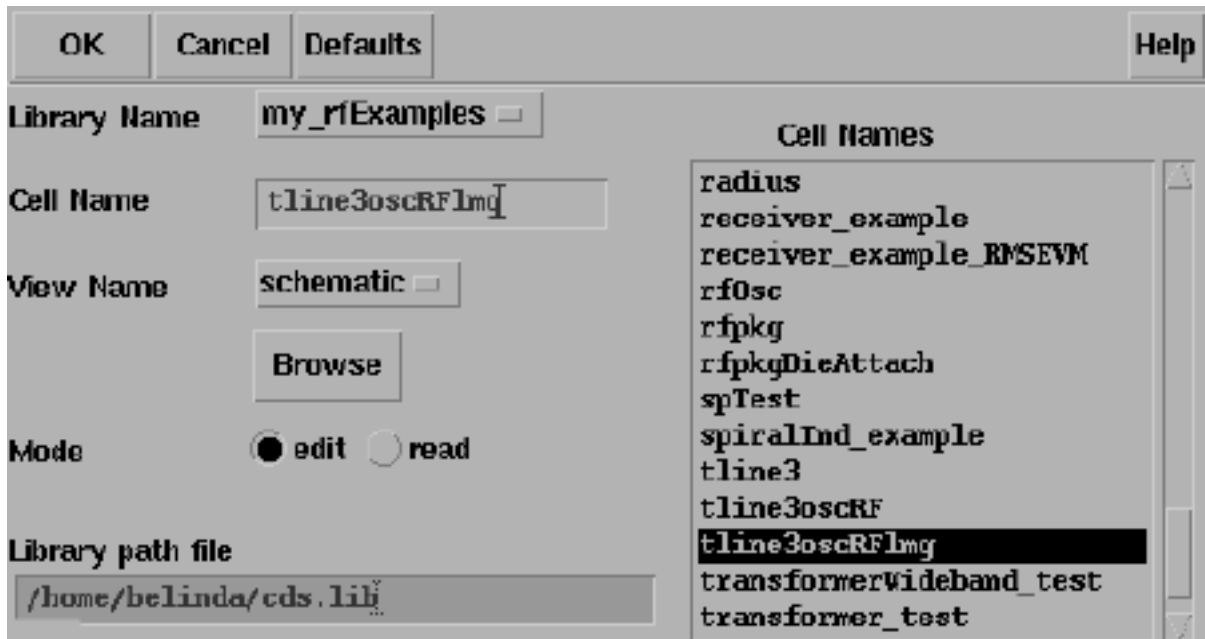 OK Cancel Defaults Help
Library Name my_rfExamples
Cell Name tline3oscRFlmg
View Name schematic
Browse
Mode edit read
Library path file
/home/belinda/cds.lib
Cell Names
radius
receiver_example
receiver_example_RMSEVM
rfOsc
rfpkg
rfpkgDieAttach
spTest
spiralInd_example
tline3
tline3oscRF
tline3oscRFlmg
transformerWideband_test
transformer_test